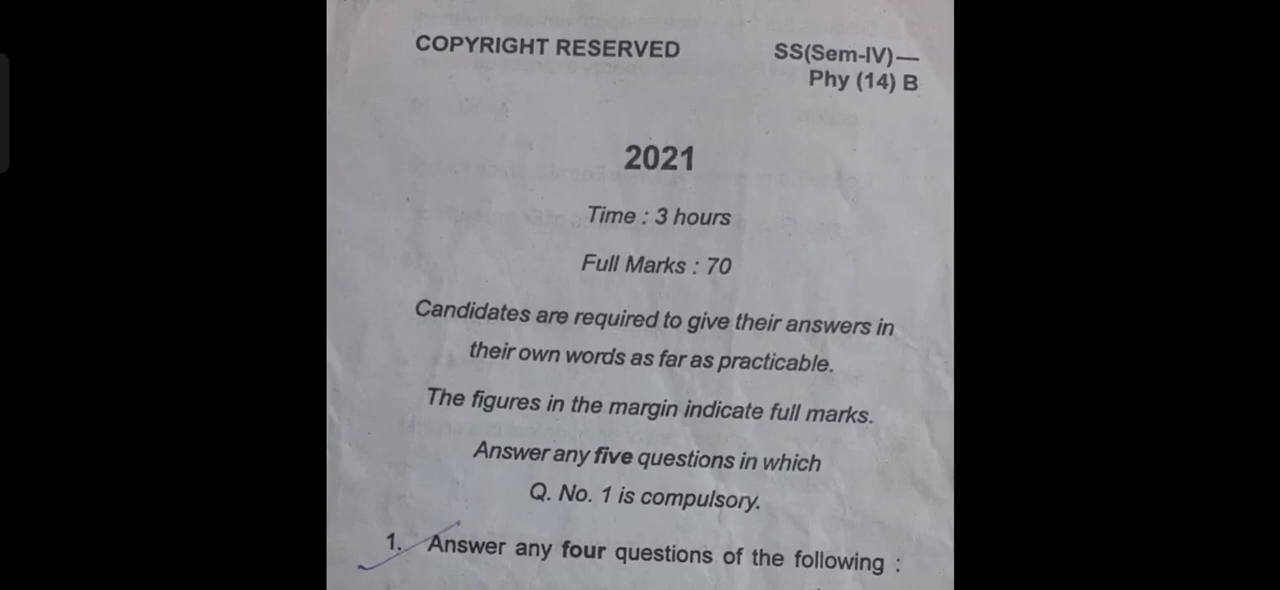 COPYRIGHT RESERVED
SS(Sem-IV)—
Phy (14) B
2021
Time : 3 hours
Full Marks : 70
Candidates are required to give their answers in
their own words as far as practicable.
The figures in the margin indicate full marks.
Answer any five questions in which
Q. No. 1 is compulsory.
1. Answer any four questions of the following :